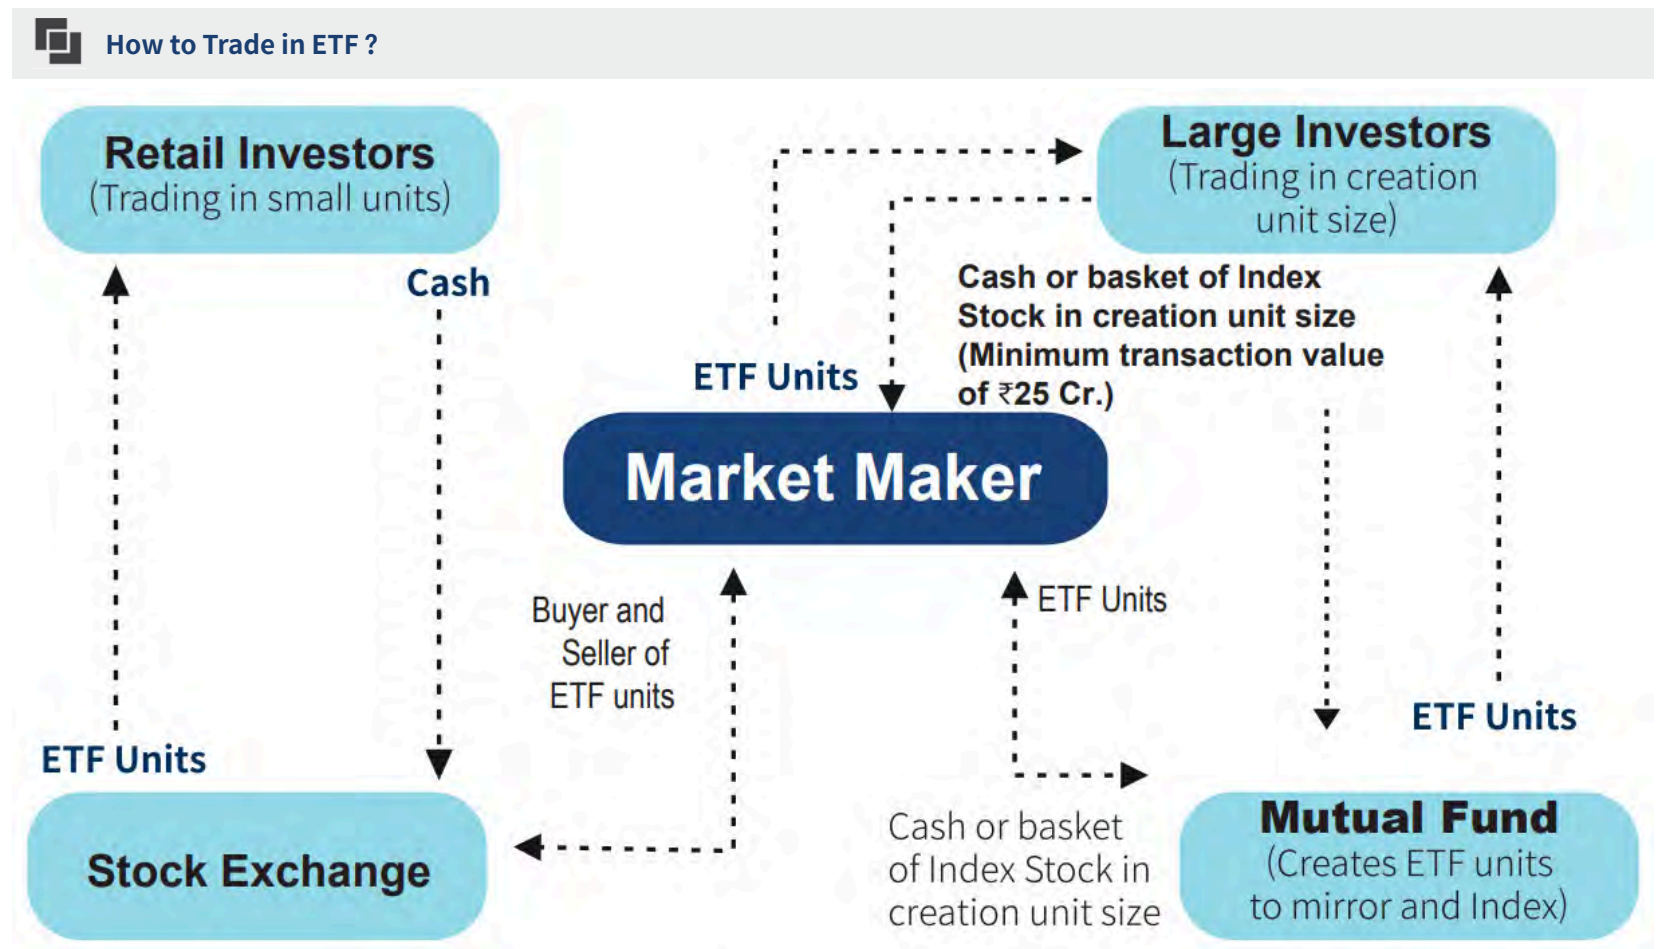 How to Trade in ETF ?
Retail Investors
(Trading in small units)
Large Investors
(Trading in creation
unit size)
Cash
Cash or basket of Index
Stock in creation unit size
(Minimum transaction value
of ₹25 Cr.)
ETF Units
Market Maker
Buyer and
Seller of
ETF units
ETF Units
ETF Units
ETF Units
Stock Exchange
Cash or basket
of Index Stock in
creation unit size
Mutual Fund
(Creates ETF units
to mirror and Index)